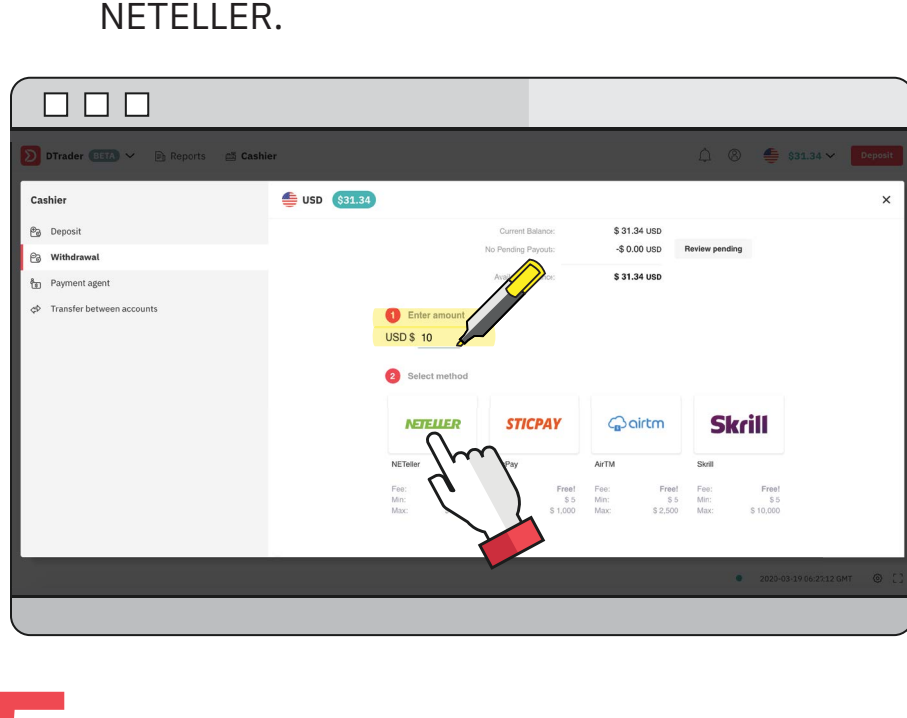 NETELLER.
DTrader BETA Reports Cashier $31.34 Deposit
Cashier USD $31.34
Deposit
Withdrawal
Payment agent
Transfer between accounts
Current Balance: $ 31.34 USD
No Pending Payouts: -$ 0.00 USD Review pending
$ 31.34 USD
1 Enter amount
USD $ 10
2 Select method
NETELLER STICPAY airtm Skrill
NETeller Pay AirTM Skrill
Fee: Free! Fee: Free! Fee: Free!
Min: $ 5 Min: $ 5 Min: $ 5
Max: $ 1,000 Max: $ 2,500 Max: $ 10,000
2020-03-19 06:21:12 GMT